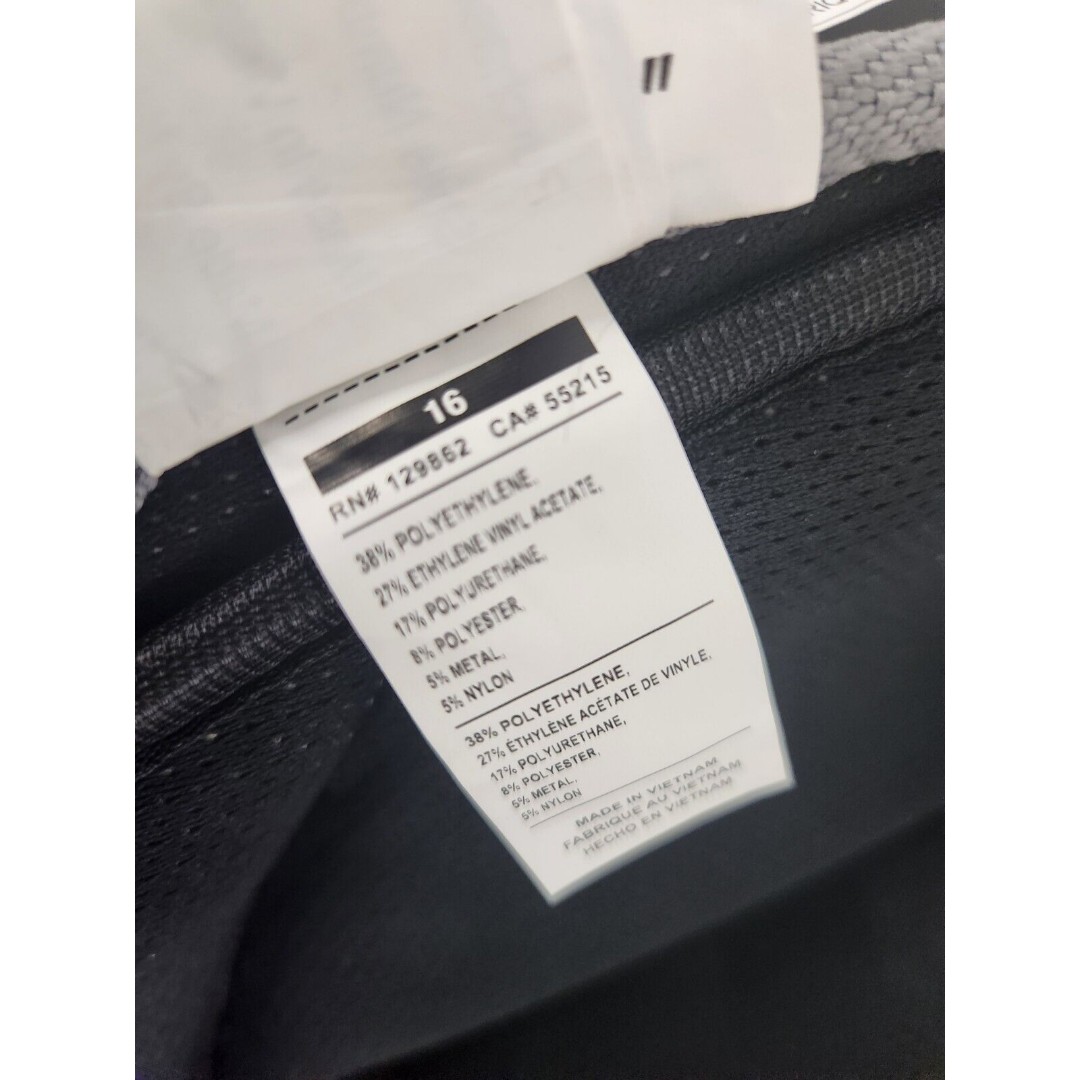 16
RN# 129862 CA# 55215
38% POLYETHYLENE,
27% ETHYLENE VINYL ACETATE,
17% POLYURETHANE,
8% POLYESTER,
5% METAL,
5% NYLON
38% POLYETHYLENE,
27% ÉTHYLÈNE ACÉTATE DE VINYLE,
17% POLYURETHANE,
8% POLYESTER,
5% METAL,
5% NYLON
MADE IN VIETNAM
FABRIQUÉ AU VIETNAM
HECHO EN VIETNAM